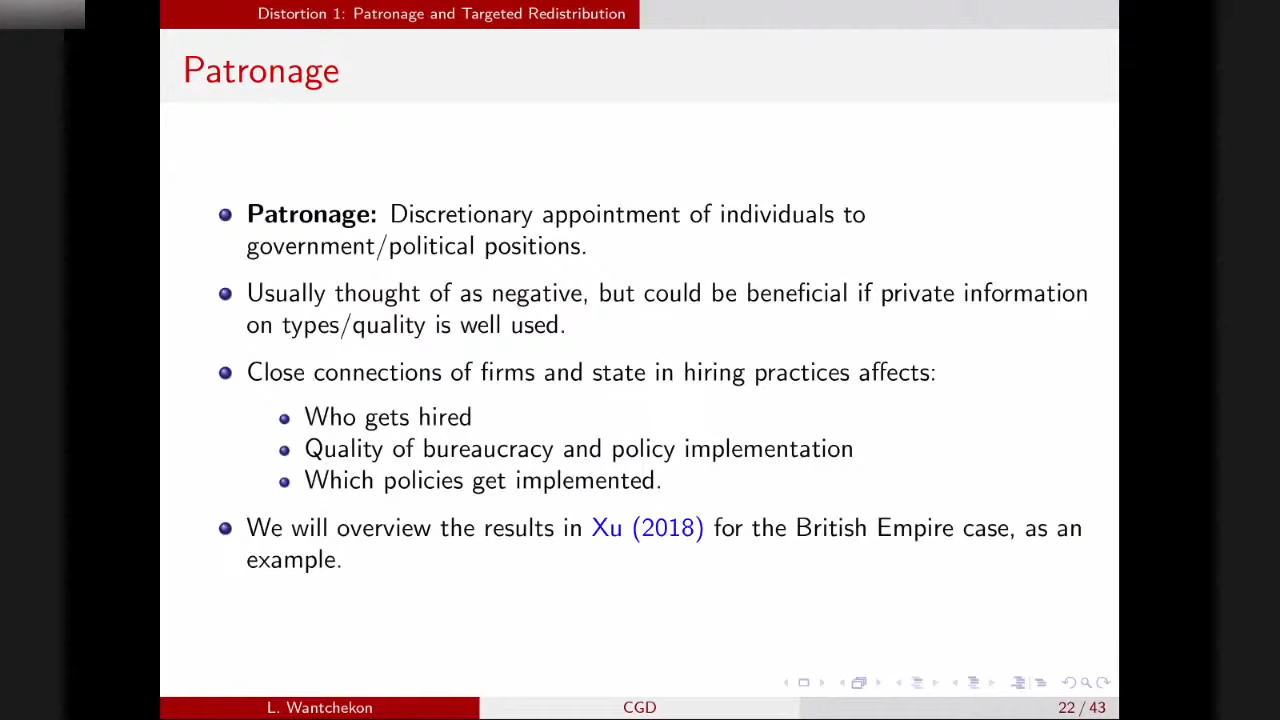 Distortion 1: Patronage and Targeted Redistribution
Patronage
Patronage: Discretionary appointment of individuals to
government/political positions.
Usually thought of as negative, but could be beneficial if private information
on types/quality is well used.
Close connections of firms and state in hiring practices affects:
Who gets hired
Quality of bureaucracy and policy implementation
Which policies get implemented.
We will overview the results in Xu (2018) for the British Empire case, as an
example.
L. Wantchekon CGD 22 / 43